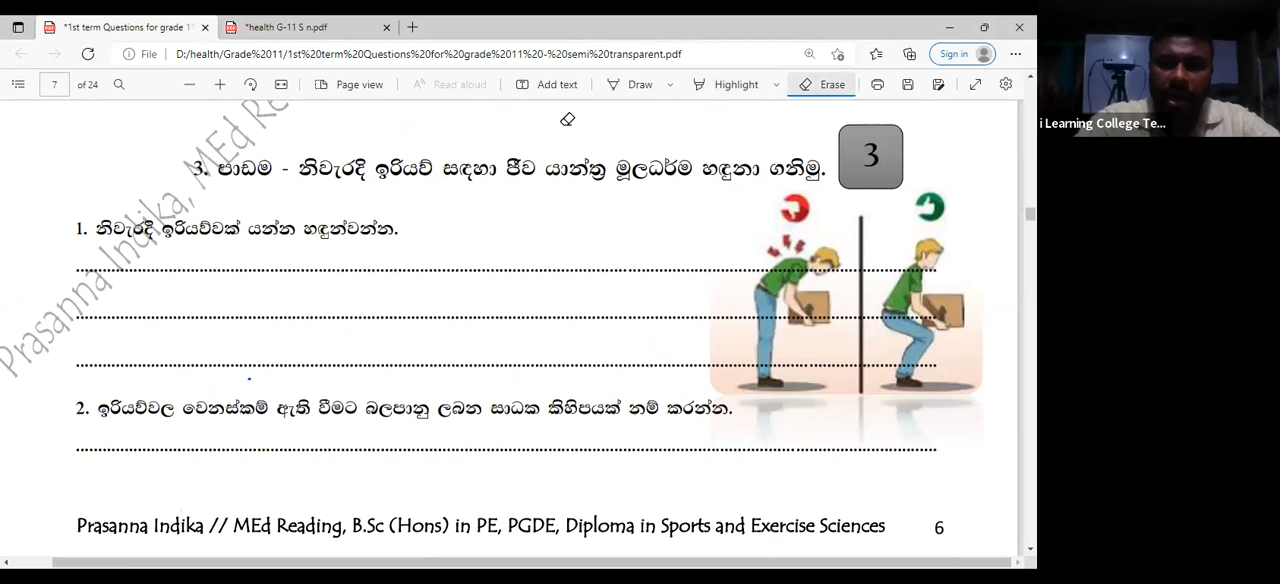 *1st term Questions for grade 11
*health G-11 S n.pdf
File
D:/health/Grade%2011/1st%20term%20Questions%20for%20grade%2011%20-%20semi%20transparent.pdf
Sign in
7 of 24
Page view
Read aloud
Add text
Draw
Highlight
Erase
i Learning College Te...
3. පාඩම - නිවැරදි ඉරියව් සඳහා ජීව යාන්ත්‍ර මූලධර්ම හඳුනා ගනිමු.
3
1. නිවැරදි ඉරියව්වක් යන්න හඳුන්වන්න.
2. ඉරියව්වල වෙනස්කම් ඇති වීමට බලපානු ලබන සාධක කිහිපයක් නම් කරන්න.
Prasanna Indika, MEd Re
Prasanna Indika // MEd Reading, B.Sc (Hons) in PE, PGDE, Diploma in Sports and Exercise Sciences
6